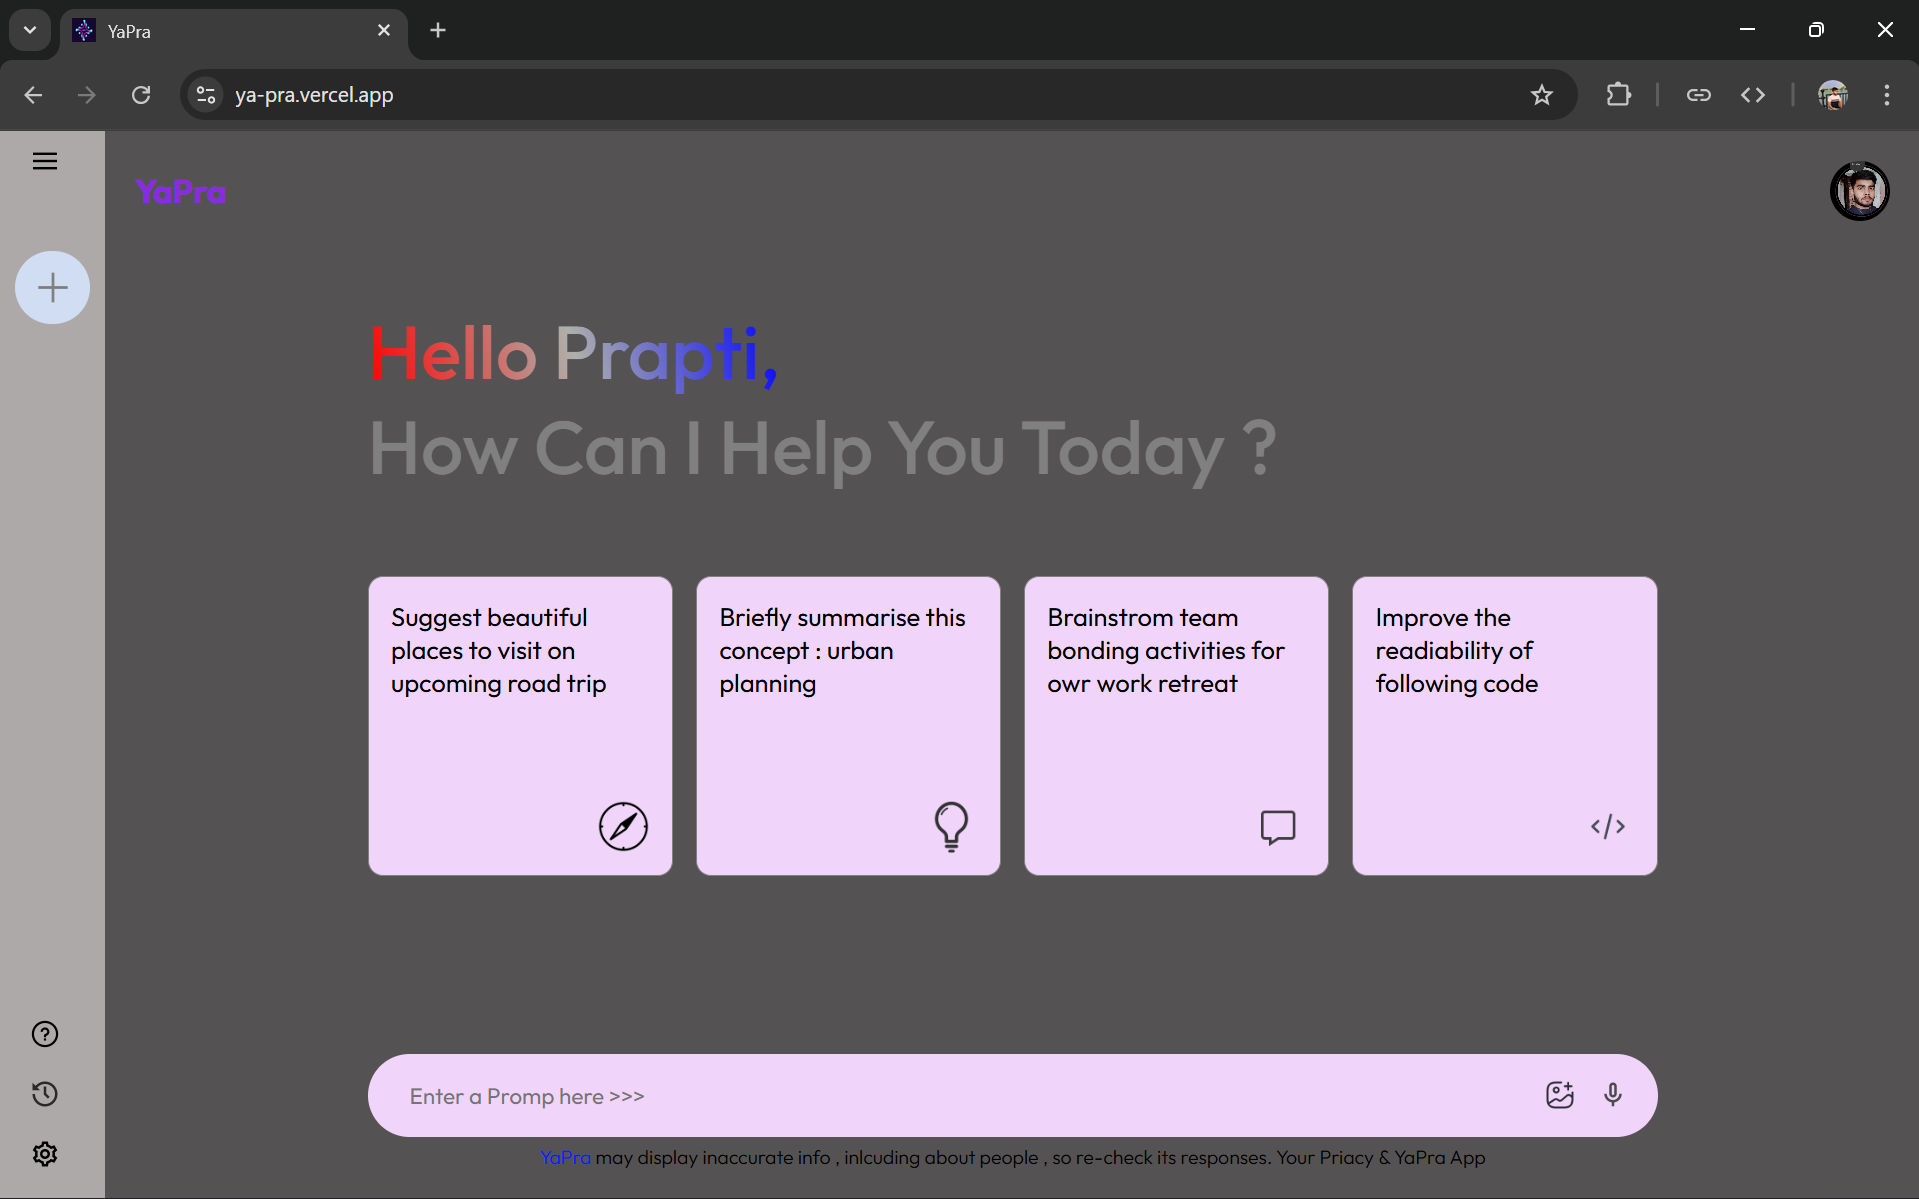 YaPra
ya-pra.vercel.app
YaPra
Hello Prapti,
How Can I Help You Today ?
Suggest beautiful
places to visit on
upcoming road trip
Briefly summarise this
concept : urban
planning
Brainstrom team
bonding activities for
owr work retreat
Improve the
readiability of
following code
Enter a Promp here >>>
YaPra may display inaccurate info , inlcuding about people , so re-check its responses. Your Priacy & YaPra App